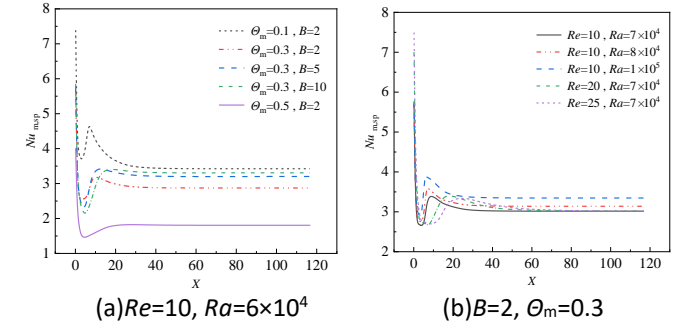 8
7
6
5
4
3
2
1
Nu m,sp
0 20 40 60 80 100 120
X
Θm=0.1 , B=2
Θm=0.3 , B=2
Θm=0.3 , B=5
Θm=0.3 , B=10
Θm=0.5 , B=2
(a)Re=10, Ra=6×10⁴
8
7
6
5
4
3
2
Nu m,sp
0 20 40 60 80 100 120
X
Re=10 , Ra=7×10⁴
Re=10 , Ra=8×10⁴
Re=10 , Ra=1×10⁵
Re=20 , Ra=7×10⁴
Re=25 , Ra=7×10⁴
(b)B=2, Θm=0.3